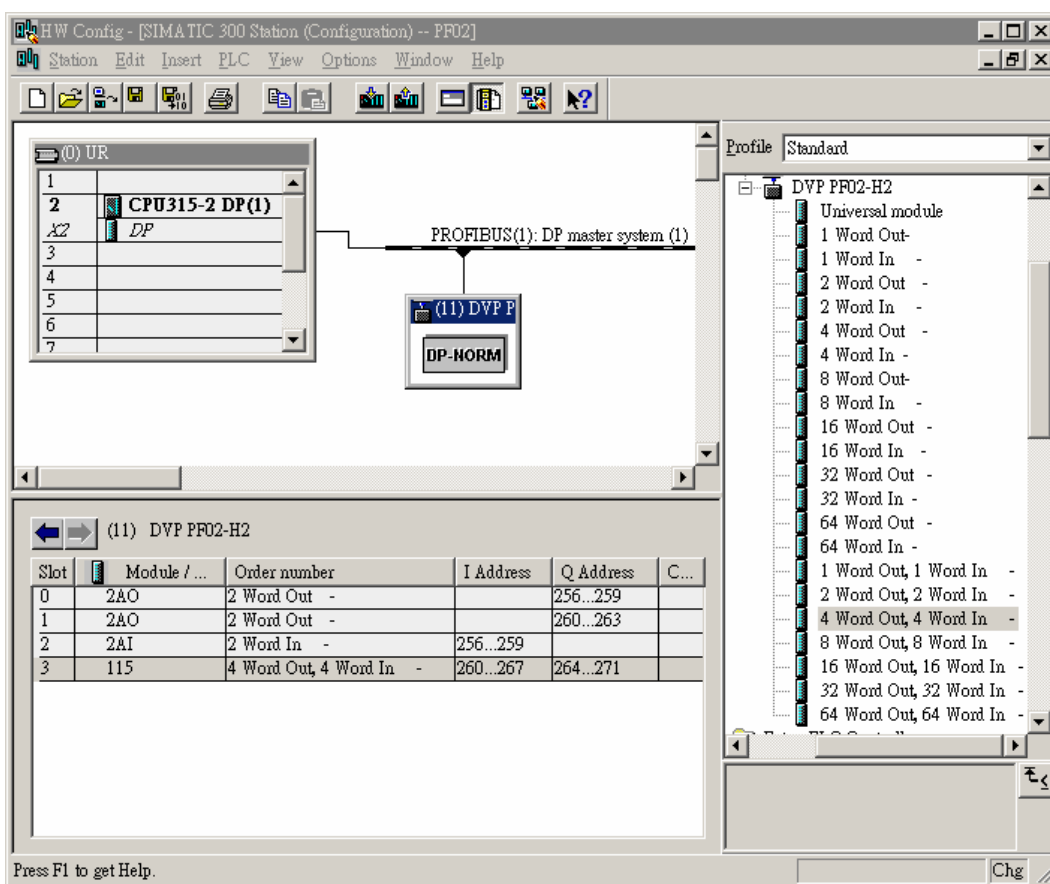 HW Config - [SIMATIC 300 Station (Configuration) -- PF02]
Station Edit Insert PLC View Options Window Help
(0) UR
1
2 CPU315-2 DP(1)
X2 DP
3
4
5
6
7
PROFIBUS(1): DP master system (1)
(11) DVP P
DP-NORM
Profile Standard
DVP PF02-H2
Universal module
1 Word Out-
1 Word In -
2 Word Out -
2 Word In -
4 Word Out -
4 Word In -
8 Word Out-
8 Word In -
16 Word Out -
16 Word In -
32 Word Out -
32 Word In -
64 Word Out -
64 Word In -
1 Word Out, 1 Word In -
2 Word Out, 2 Word In -
4 Word Out, 4 Word In -
8 Word Out, 8 Word In -
16 Word Out, 16 Word In -
32 Word Out, 32 Word In -
64 Word Out, 64 Word In -
(11) DVP PF02-H2
Slot Module / ... Order number I Address Q Address C...
0 2AO 2 Word Out - 256...259
1 2AO 2 Word Out - 260...263
2 2AI 2 Word In - 256...259
3 115 4 Word Out, 4 Word In - 260...267 264...271
Press F1 to get Help.
Chg